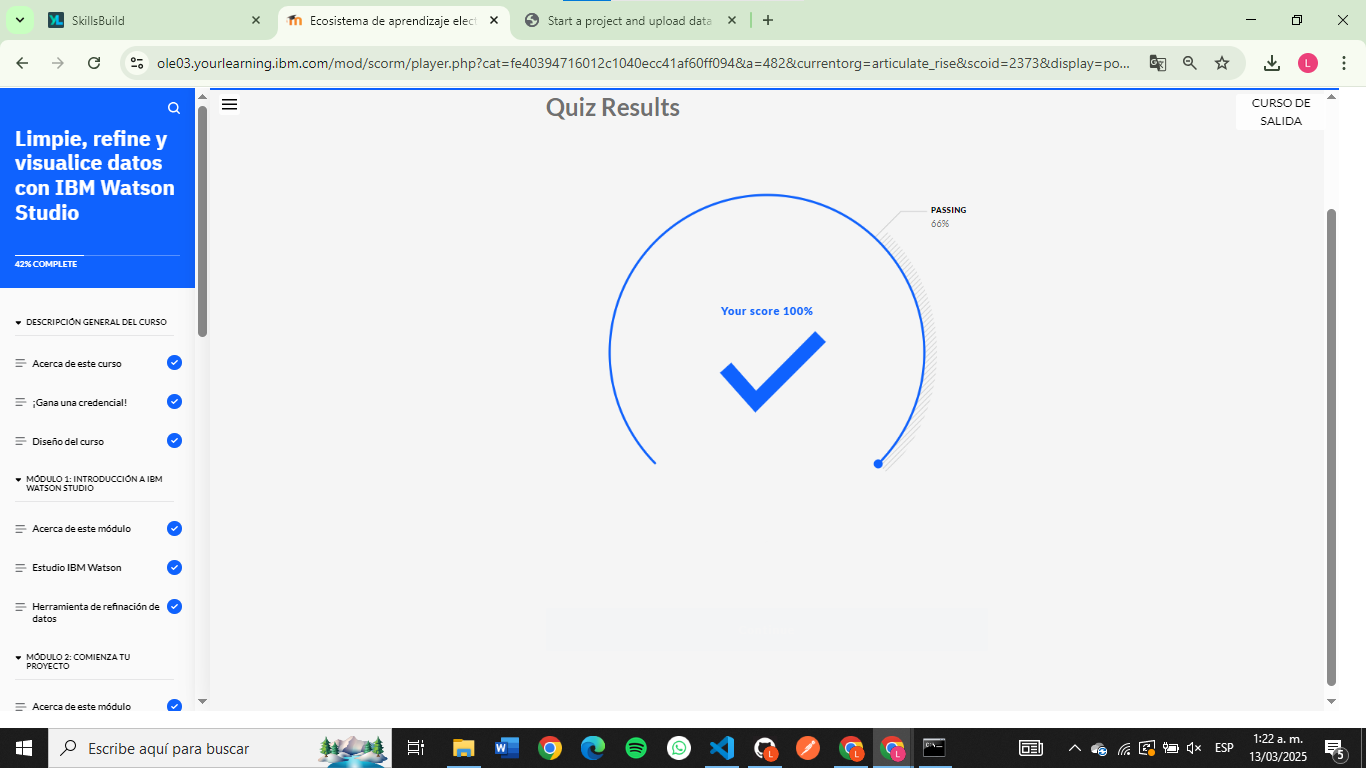 SkillsBuild
Ecosistema de aprendizaje elect
Start a project and upload data
ole03.yourlearning.ibm.com/mod/scorm/player.php?cat=fe40394716012c1040ecc41af60ff094&a=482&currentorg=articulate_rise&scoid=2373&display=po...
L
Limpie, refine y
visualice datos
con IBM Watson
Studio
42% COMPLETE
DESCRIPCIÓN GENERAL DEL CURSO
Acerca de este curso
¡Gana una credencial!
Diseño del curso
MÓDULO 1: INTRODUCCIÓN A IBM
WATSON STUDIO
Acerca de este módulo
Estudio IBM Watson
Herramienta de refinación de
datos
MÓDULO 2: COMIENZA TU
PROYECTO
Acerca de este módulo
Quiz Results
CURSO DE
SALIDA
PASSING
66%
Your score 100%
Escribe aquí para buscar
ESP
1:22 a. m.
13/03/2025
5